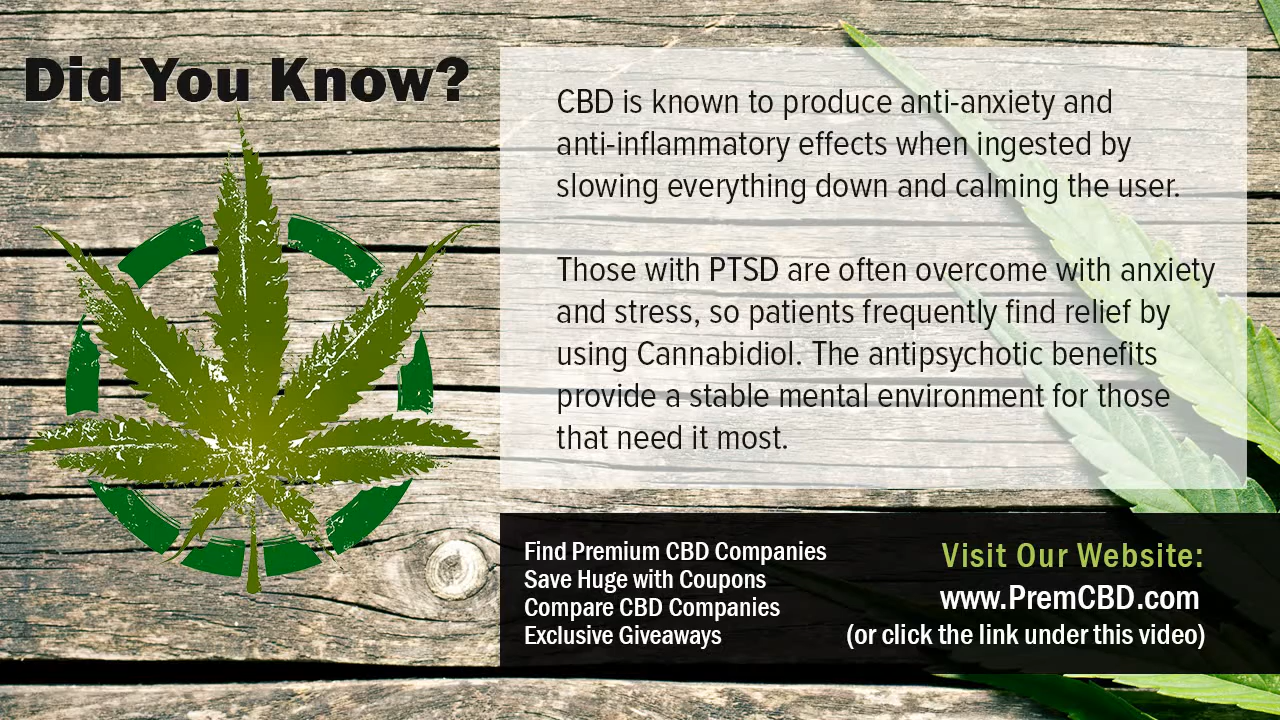 Did You Know?
CBD is known to produce anti-anxiety and
anti-inflammatory effects when ingested by
slowing everything down and calming the user.
Those with PTSD are often overcome with anxiety
and stress, so patients frequently find relief by
using Cannabidiol. The antipsychotic benefits
provide a stable mental environment for those
that need it most.
Find Premium CBD Companies
Save Huge with Coupons
Compare CBD Companies
Exclusive Giveaways
Visit Our Website:
www.PremCBD.com
(or click the link under this video)